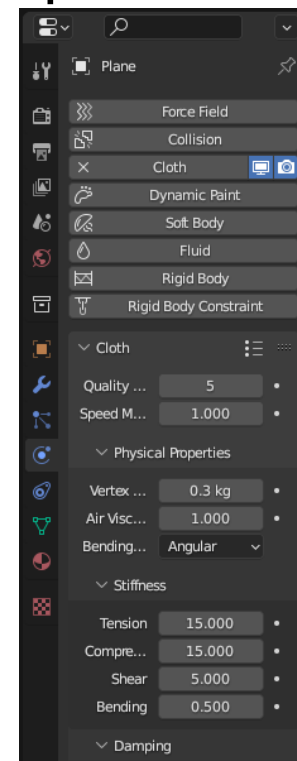 Plane
Force Field
Collision
Cloth
Dynamic Paint
Soft Body
Fluid
Rigid Body
Rigid Body Constraint
Cloth
Quality ... 5
Speed M... 1.000
Physical Properties
Vertex ... 0.3 kg
Air Visc... 1.000
Bending... Angular
Stiffness
Tension 15.000
Compre... 15.000
Shear 5.000
Bending 0.500
Damping